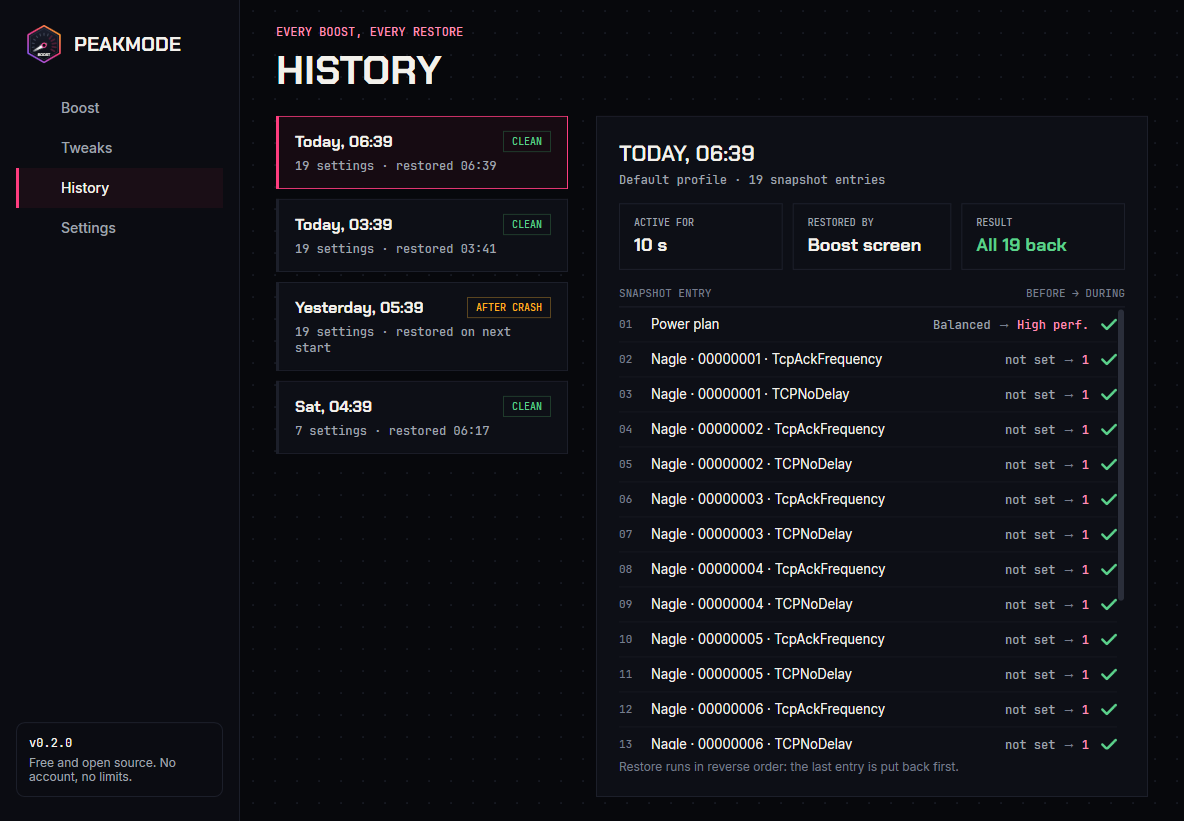 BOOST
PEAKMODE
Boost
Tweaks
History
Settings
v0.2.0
Free and open source. No
account, no limits.
EVERY BOOST, EVERY RESTORE
HISTORY
Today, 06:39
CLEAN
19 settings · restored 06:39
Today, 03:39
CLEAN
19 settings · restored 03:41
Yesterday, 05:39
AFTER CRASH
19 settings · restored on next
start
Sat, 04:39
CLEAN
7 settings · restored 06:17
TODAY, 06:39
Default profile · 19 snapshot entries
ACTIVE FOR
10 s
RESTORED BY
Boost screen
RESULT
All 19 back
SNAPSHOT ENTRY BEFORE → DURING
01 Power plan Balanced → High perf.
02 Nagle · 00000001 · TcpAckFrequency not set → 1
03 Nagle · 00000001 · TCPNoDelay not set → 1
04 Nagle · 00000002 · TcpAckFrequency not set → 1
05 Nagle · 00000002 · TCPNoDelay not set → 1
06 Nagle · 00000003 · TcpAckFrequency not set → 1
07 Nagle · 00000003 · TCPNoDelay not set → 1
08 Nagle · 00000004 · TcpAckFrequency not set → 1
09 Nagle · 00000004 · TCPNoDelay not set → 1
10 Nagle · 00000005 · TcpAckFrequency not set → 1
11 Nagle · 00000005 · TCPNoDelay not set → 1
12 Nagle · 00000006 · TcpAckFrequency not set → 1
13 Nagle · 00000006 · TCPNoDelay not set → 1
Restore runs in reverse order: the last entry is put back first.